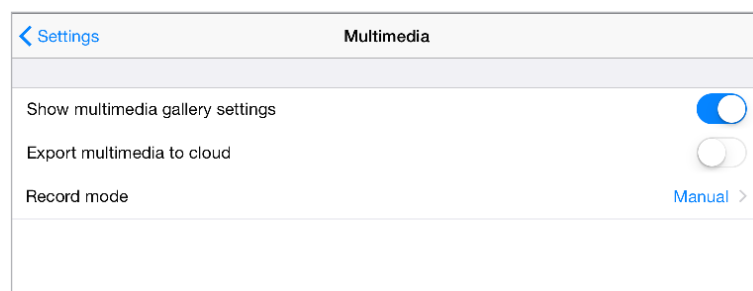 Settings
Multimedia
Show multimedia gallery settings
Export multimedia to cloud
Record mode
Manual